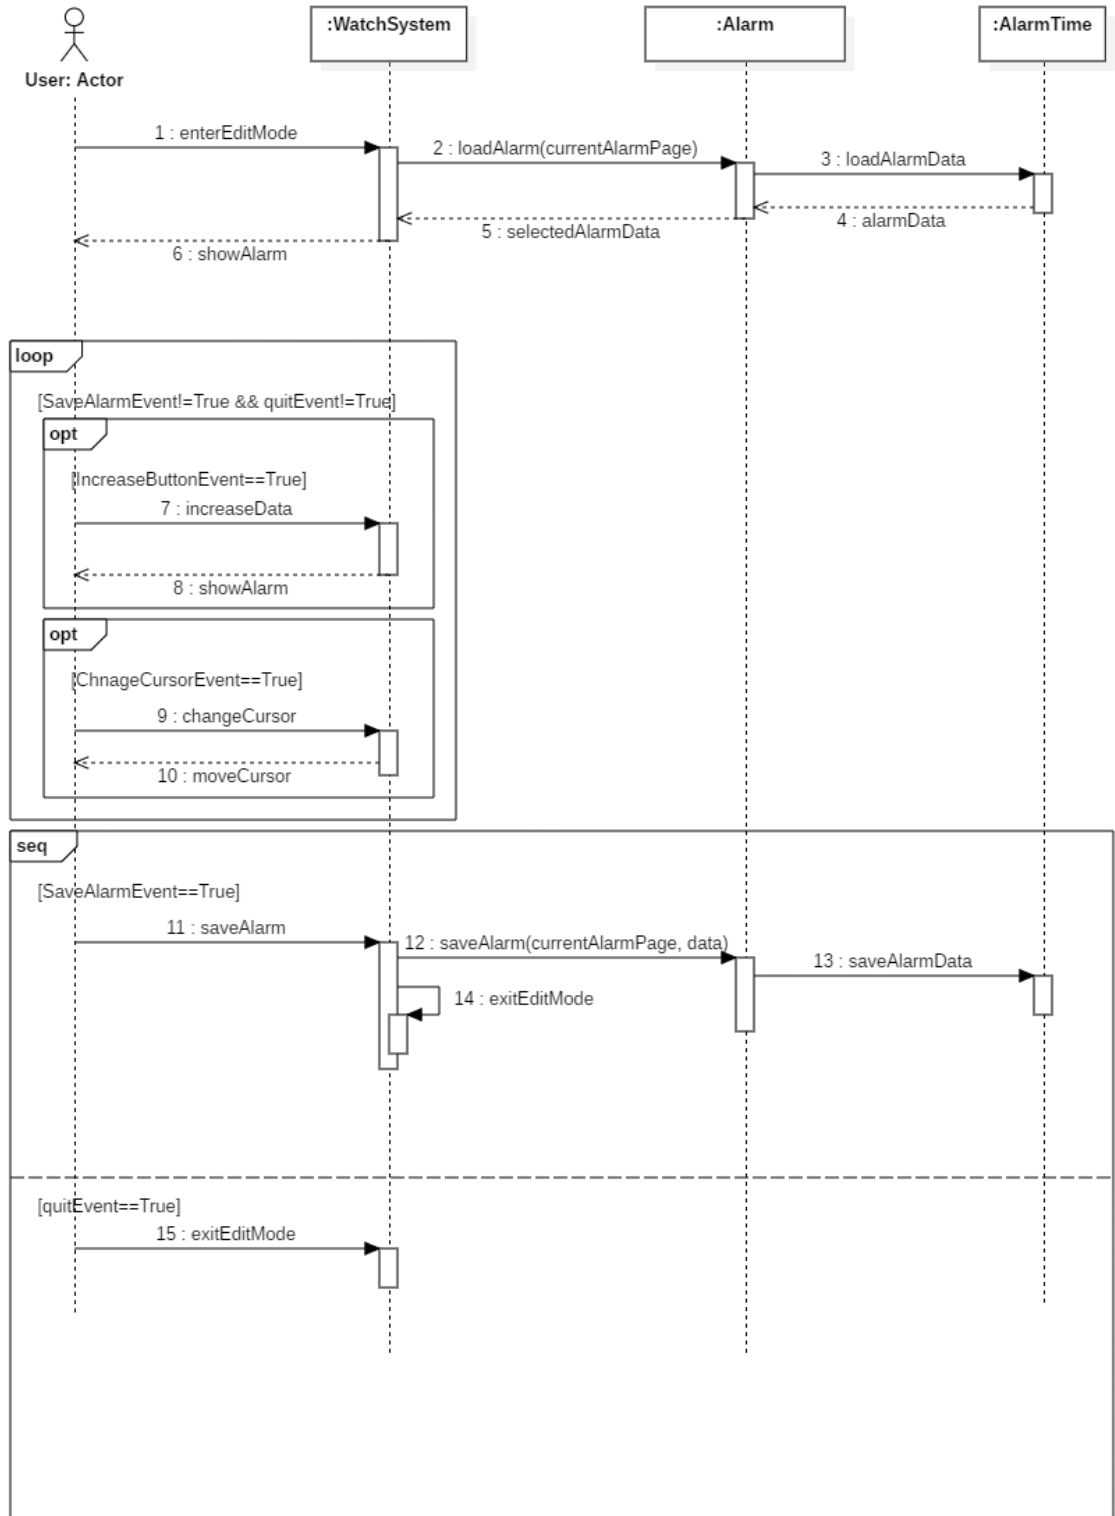 :WatchSystem
:Alarm
:AlarmTime
User: Actor
1 : enterEditMode
2 : loadAlarm(currentAlarmPage)
3 : loadAlarmData
4 : alarmData
5 : selectedAlarmData
6 : showAlarm
loop
[SaveAlarmEvent!=True && quitEvent!=True]
opt
[IncreaseButtonEvent==True]
7 : increaseData
8 : showAlarm
opt
[ChnageCursorEvent==True]
9 : changeCursor
10 : moveCursor
seq
[SaveAlarmEvent==True]
11 : saveAlarm
12 : saveAlarm(currentAlarmPage, data)
13 : saveAlarmData
14 : exitEditMode
[quitEvent==True]
15 : exitEditMode